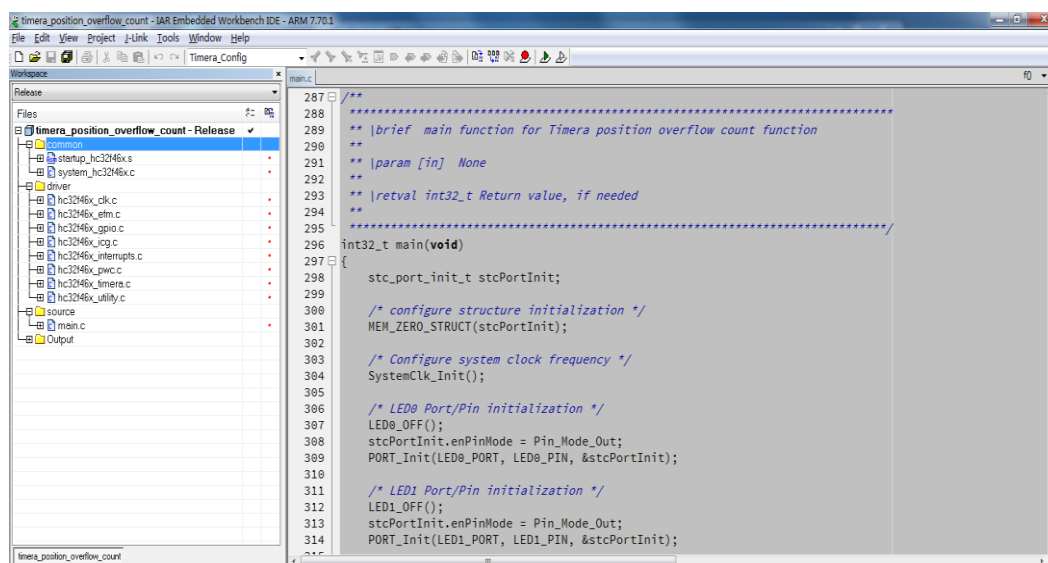 timera_position_overflow_count - IAR Embedded Workbench IDE - ARM 7.70.1
File Edit View Project J-Link Tools Window Help
Timera_Config
Workspace
Release
Files
timera_position_overflow_count - Release
common
startup_hc32f46x.s
system_hc32f46x.c
driver
hc32f46x_clk.c
hc32f46x_efm.c
hc32f46x_gpio.c
hc32f46x_icg.c
hc32f46x_interrupts.c
hc32f46x_pwc.c
hc32f46x_timera.c
hc32f46x_utility.c
source
main.c
Output
timera_position_overflow_count
main.c
f()
287 /**
288 *******************************************************************************
289 ** \brief main function for Timera position overflow count function
290 **
291 ** \param [in] None
292 **
293 ** \retval int32_t Return value, if needed
294 **
295 ******************************************************************************/
296 int32_t main(void)
297 {
298 stc_port_init_t stcPortInit;
299
300 /* configure structure initialization */
301 MEM_ZERO_STRUCT(stcPortInit);
302
303 /* Configure system clock frequency */
304 SystemClk_Init();
305
306 /* LED0 Port/Pin initialization */
307 LED0_OFF();
308 stcPortInit.enPinMode = Pin_Mode_Out;
309 PORT_Init(LED0_PORT, LED0_PIN, &stcPortInit);
310
311 /* LED1 Port/Pin initialization */
312 LED1_OFF();
313 stcPortInit.enPinMode = Pin_Mode_Out;
314 PORT_Init(LED1_PORT, LED1_PIN, &stcPortInit);